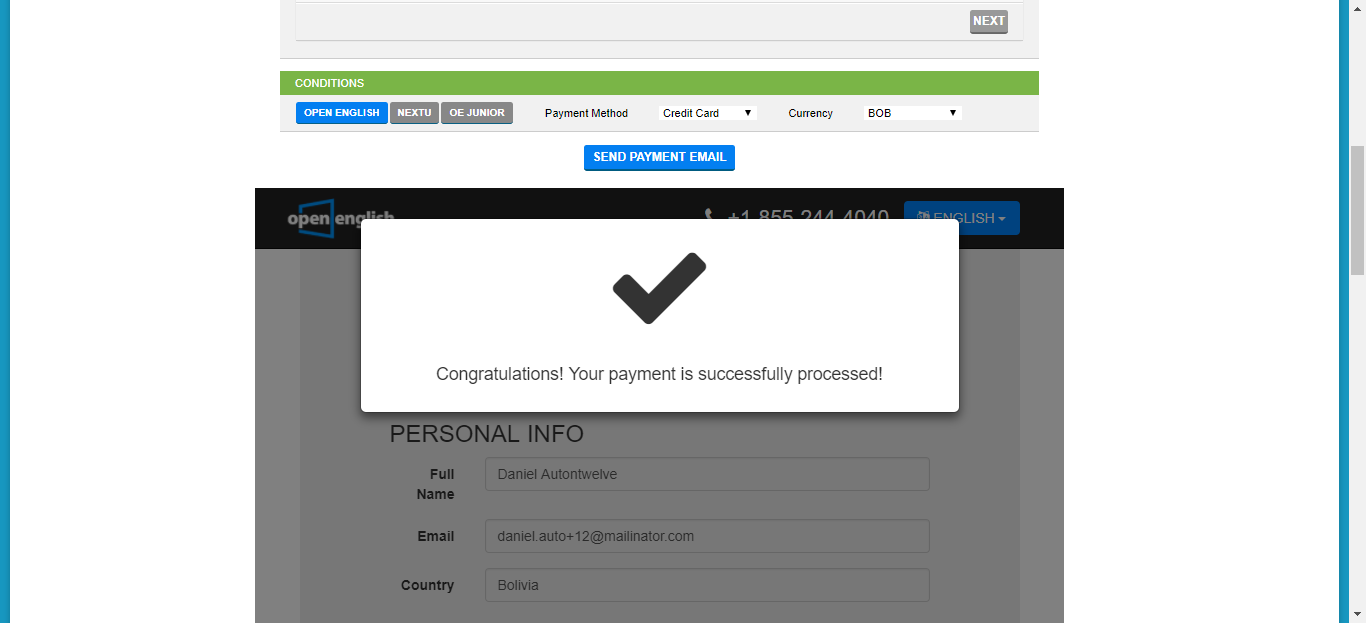 NEXT
CONDITIONS
OPEN ENGLISH NEXTU OE JUNIOR Payment Method Credit Card BOB Currency
SEND PAYMENT EMAIL
open english +1 855 244 4040 ENGLISH
Congratulations! Your payment is successfully processed!
PERSONAL INFO
Full Name Daniel Autontwelve
Email daniel.auto+12@mailinator.com
Country Bolivia